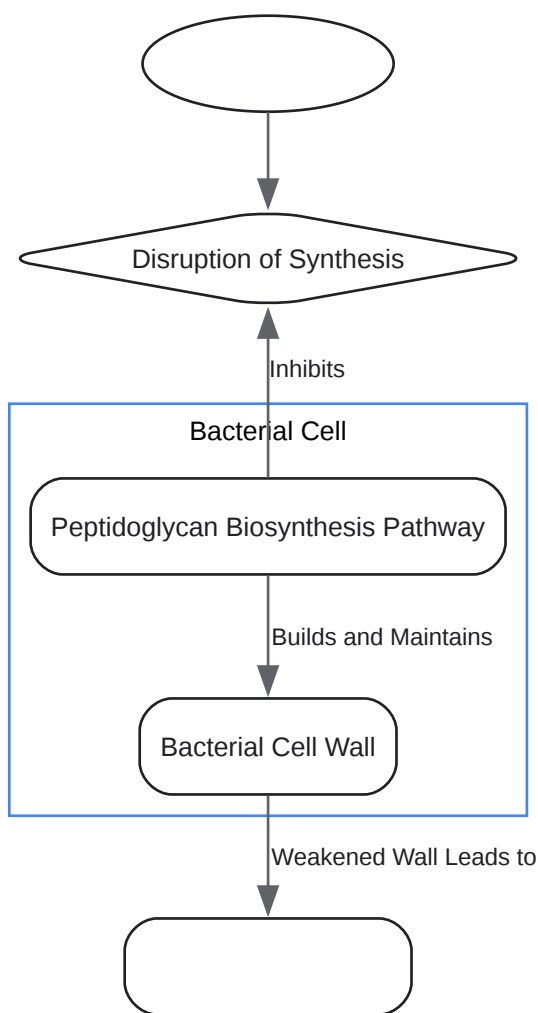 Disruption of Synthesis
Inhibits
Bacterial Cell
Peptidoglycan Biosynthesis Pathway
Builds and Maintains
Bacterial Cell Wall
Weakened Wall Leads to